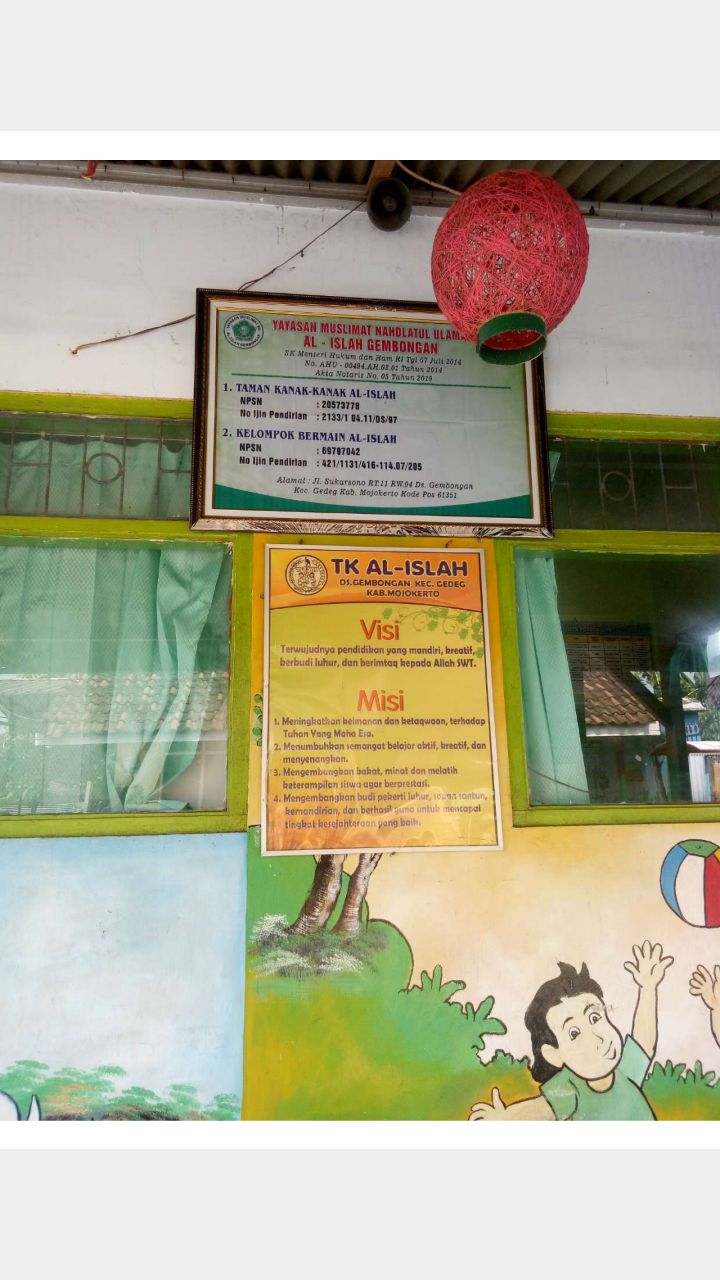 YAYASAN MUSLIMAT NAHDLATUL
AL - ISLAH GEMBONGAN
SK Menteri Hukum dan Ham RI Tgl 07 Juli 2014
No. AHU - 00494.AH.02.01 Tahun 2014
Akta Notaris No. 05 Tahun 2019
1. TAMAN KANAK-KANAK AL-ISLAH
NPSN : 20573778
No Ijin Pendirian : 2133/1 04.11/DS/97
2. KELOMPOK BERMAIN AL-ISLAH
NPSN : 69797042
No Ijin Pendirian : 421/1131/416-114.07/205
Alamat : Jl. Sukarsono RT.11 RW.04 Ds. Gembongan
Kec. Gedeg Kab. Mojokerto Kode Pos 61351
TK AL-ISLAH
DS.GEMBONGAN KEC. GEDEG
KAB.MOJOKERTO
Visi
Terwujudnya pendidikan yang mandiri, kreatif,
berbudi luhur, dan berimtaq kepada Allah SWT.
Misi
1. Meningkatkan keimanan dan ketaqwaan, terhadap
Tuhan Yang Maha Esa.
2. Menumbuhkan semangat belajar aktif, kreatif, dan
menyenangkan.
3. Mengembangkan bakat, minat dan melatih
keterampilan siswa agar berprestasi.
4. Mengembangkan budi pekerti luhur, sopan santun,
kemandirian, dan berhasil guna untuk mencapai
tingkat kesejahteraan yang baik.